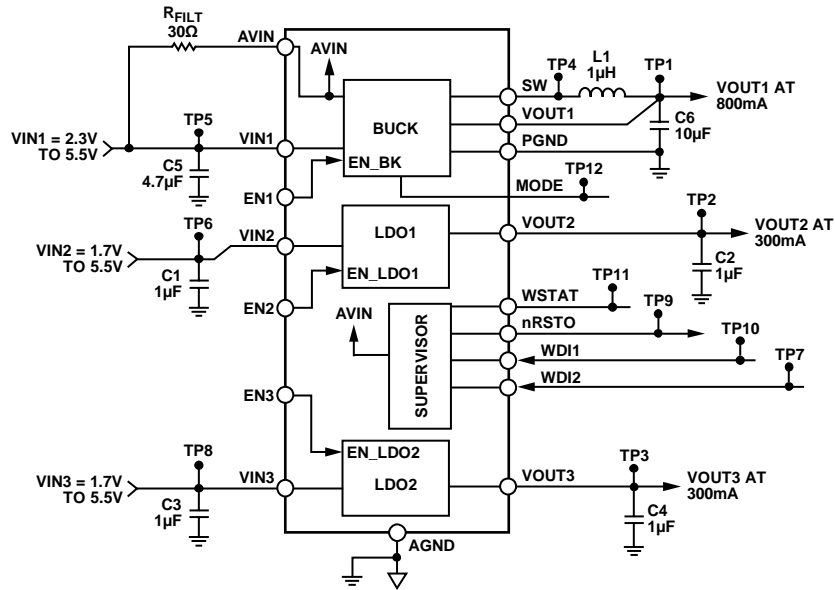 RFILT
30Ω
AVIN
AVIN
VIN1 = 2.3V
TO 5.5V
TP5
VIN1
C5
4.7µF
EN1
BUCK
EN_BK
SW
TP4
L1
1µH
TP1
VOUT1 AT
800mA
VOUT1
C6
10µF
PGND
MODE
TP12
TP6
VIN2 = 1.7V
TO 5.5V
VIN2
C1
1µF
EN2
LDO1
EN_LDO1
VOUT2
TP2
VOUT2 AT
300mA
C2
1µF
AVIN
SUPERVISOR
WSTAT
TP11
nRSTO
TP9
WDI1
TP10
WDI2
TP7
EN3
TP8
VIN3 = 1.7V
TO 5.5V
VIN3
C3
1µF
EN_LDO2
LDO2
VOUT3
TP3
VOUT3 AT
300mA
C4
1µF
AGND